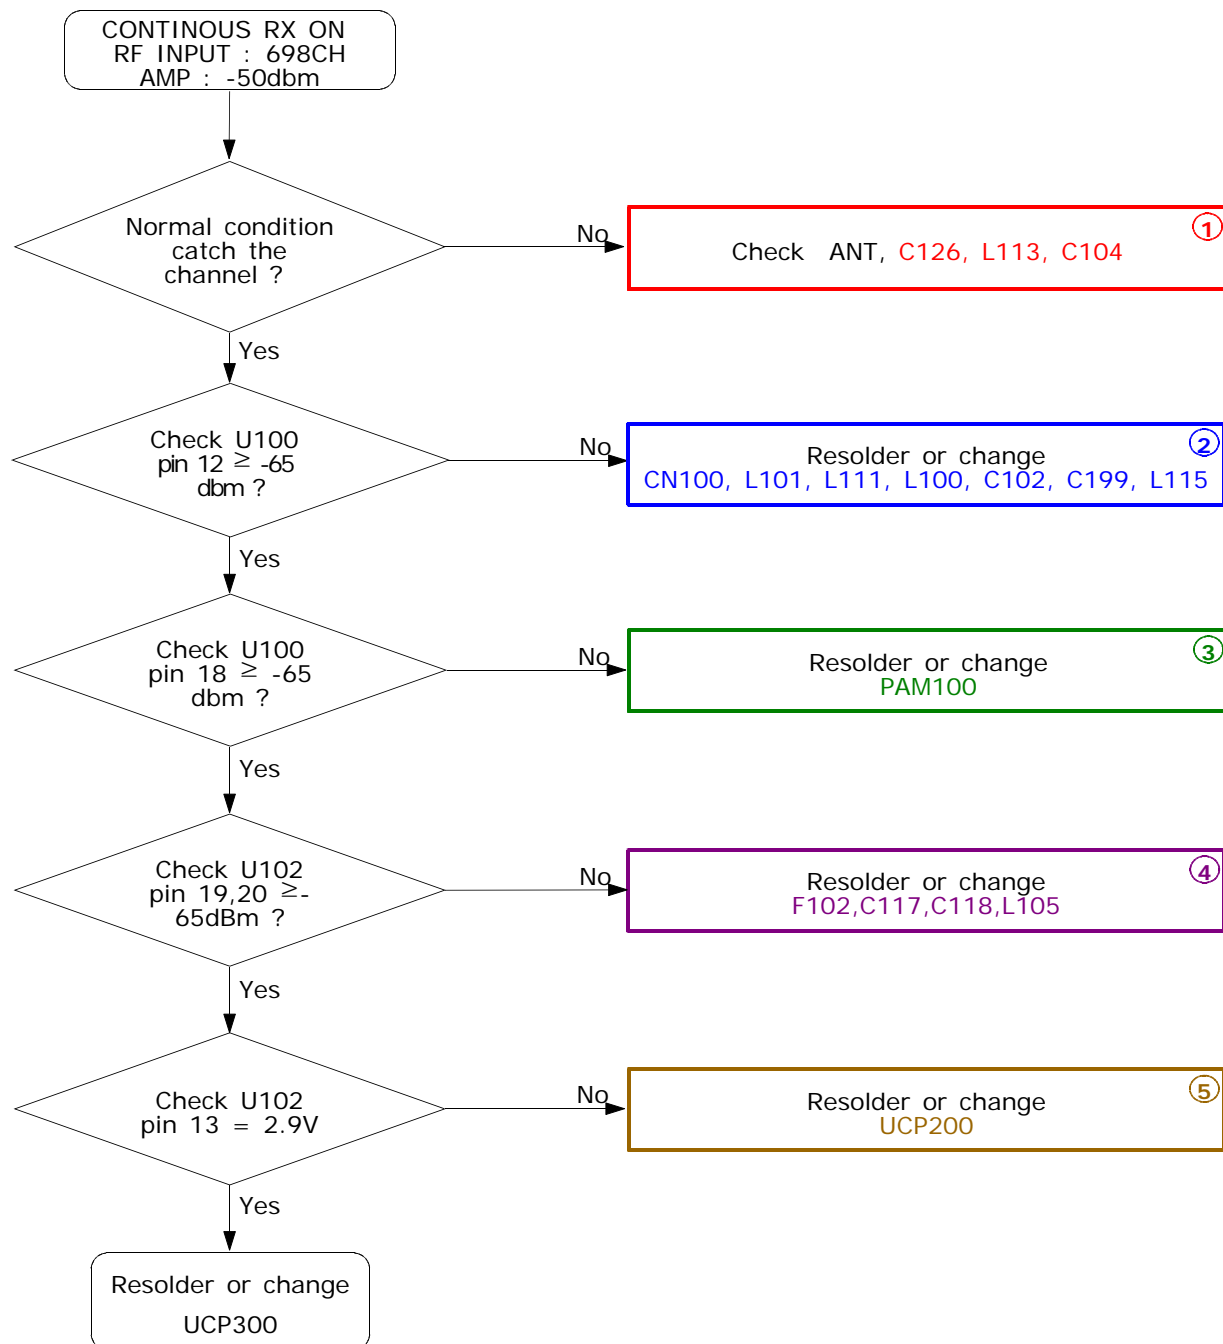 CONTINOUS RX ON
RF INPUT : 698CH
AMP : -50dbm
Normal condition
catch the
channel ?
No
1
Check ANT, C126, L113, C104
Yes
Check U100
pin 12 ≥ -65
dbm ?
No
2
Resolder or change
CN100, L101, L111, L100, C102, C199, L115
Yes
Check U100
pin 18 ≥ -65
dbm ?
No
3
Resolder or change
PAM100
Yes
Check U102
pin 19,20 ≥-
65dBm ?
No
4
Resolder or change
F102,C117,C118,L105
Yes
Check U102
pin 13 = 2.9V
No
5
Resolder or change
UCP200
Yes
Resolder or change
UCP300